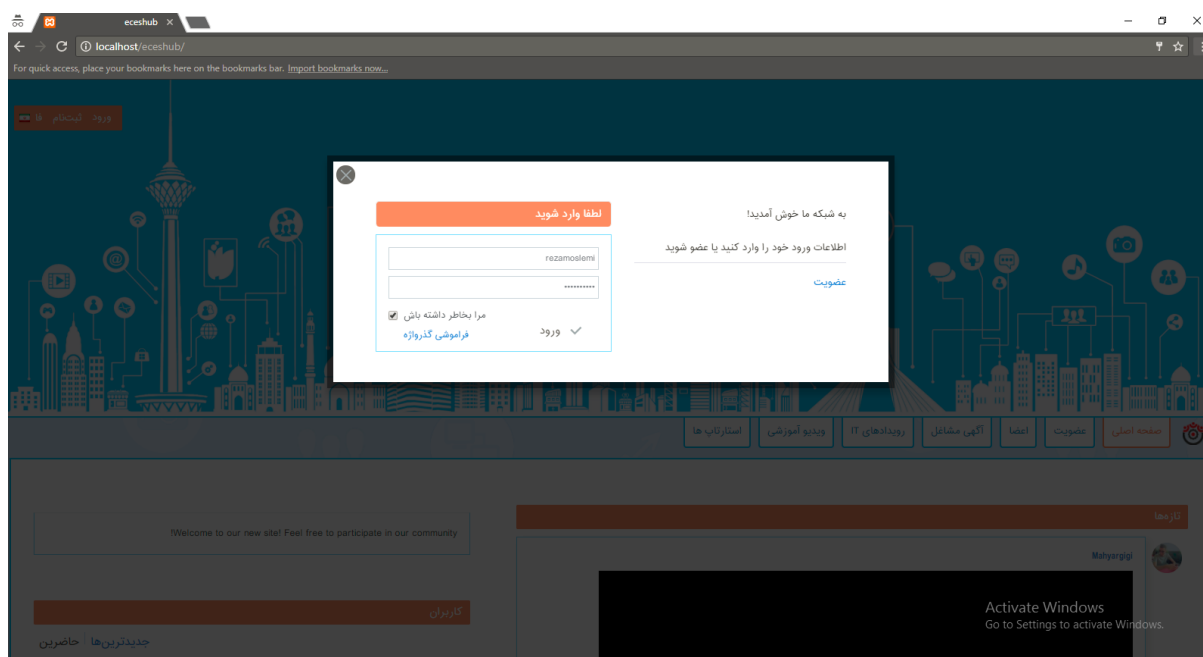 eceshub
localhost/eceshub/
For quick access, place your bookmarks here on the bookmarks bar. Import bookmarks now...
ورود ثبت‌نام فا
به شبکه ما خوش آمدید!
اطلاعات ورود خود را وارد کنید یا عضو شوید
عضویت
لطفا وارد شوید
rezamoslemi
مرا بخاطر داشته باش
ورود
فراموشی گذرواژه
صفحه اصلی
عضویت
اعضا
آگهی مشاغل
رویدادهای IT
ویدیو آموزشی
استارتاپ ها
تازه‌ها
Mahyargigi
!Welcome to our new site! Feel free to participate in our community
کاربران
جدیدترین‌ها حاضرین
Activate Windows
Go to Settings to activate Windows.